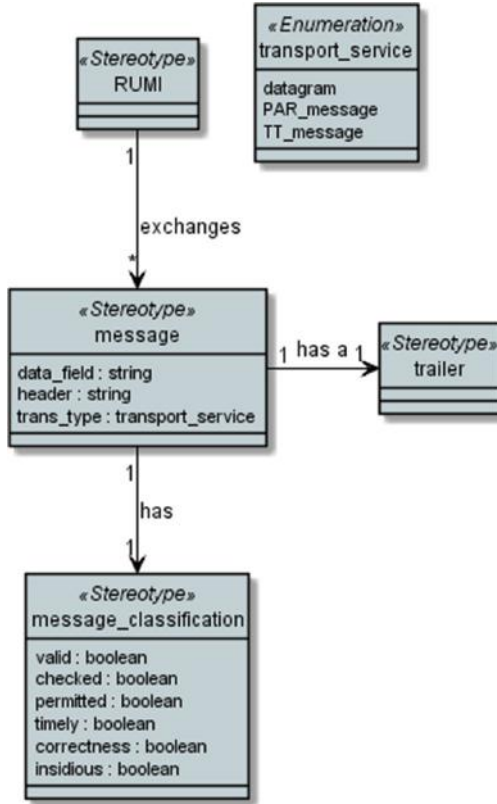 «Stereotype»
RUMI
«Enumeration»
transport_service
datagram
PAR_message
TT_message
1
exchanges
*
«Stereotype»
message
data_field : string
header : string
trans_type : transport_service
1 has a 1
«Stereotype»
trailer
1
has
1
«Stereotype»
message_classification
valid : boolean
checked : boolean
permitted : boolean
timely : boolean
correctness : boolean
insidious : boolean